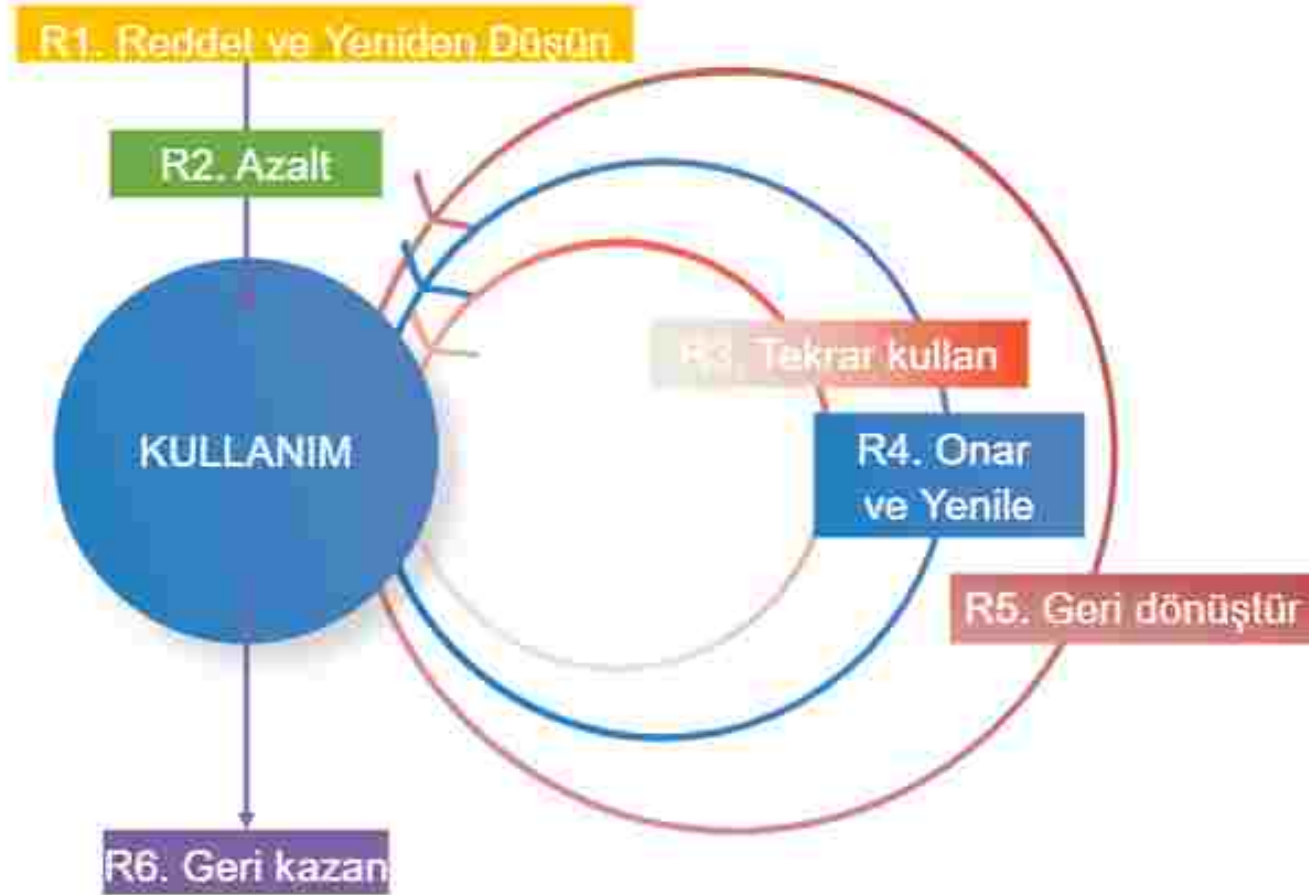 R1. Reddet ve Yeniden Düşün
R2. Azalt
R3. Tekrar kullan
KULLANIM
R4. Onar
ve Yenile
R5. Geri dönüştür
R6. Geri kazan